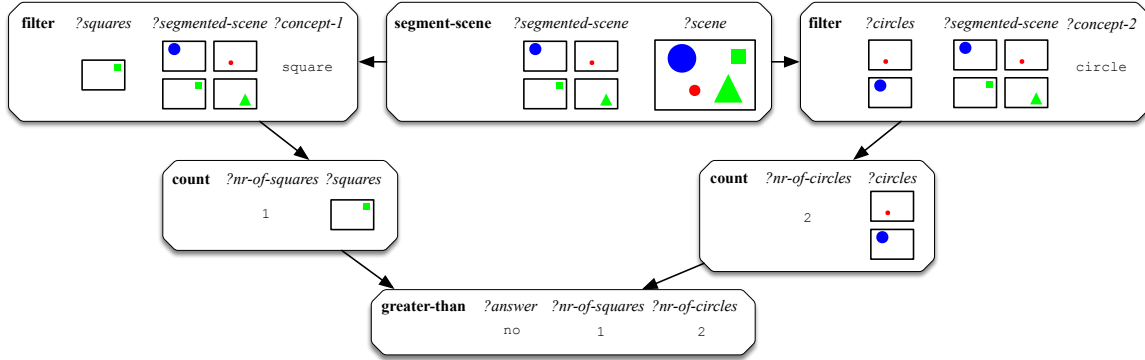 filter ?squares ?segmented-scene ?concept-1
square
segment-scene ?segmented-scene ?scene
filter ?circles ?segmented-scene ?concept-2
circle
count ?nr-of-squares ?squares
1
count ?nr-of-circles ?circles
2
greater-than ?answer ?nr-of-squares ?nr-of-circles
no 1 2